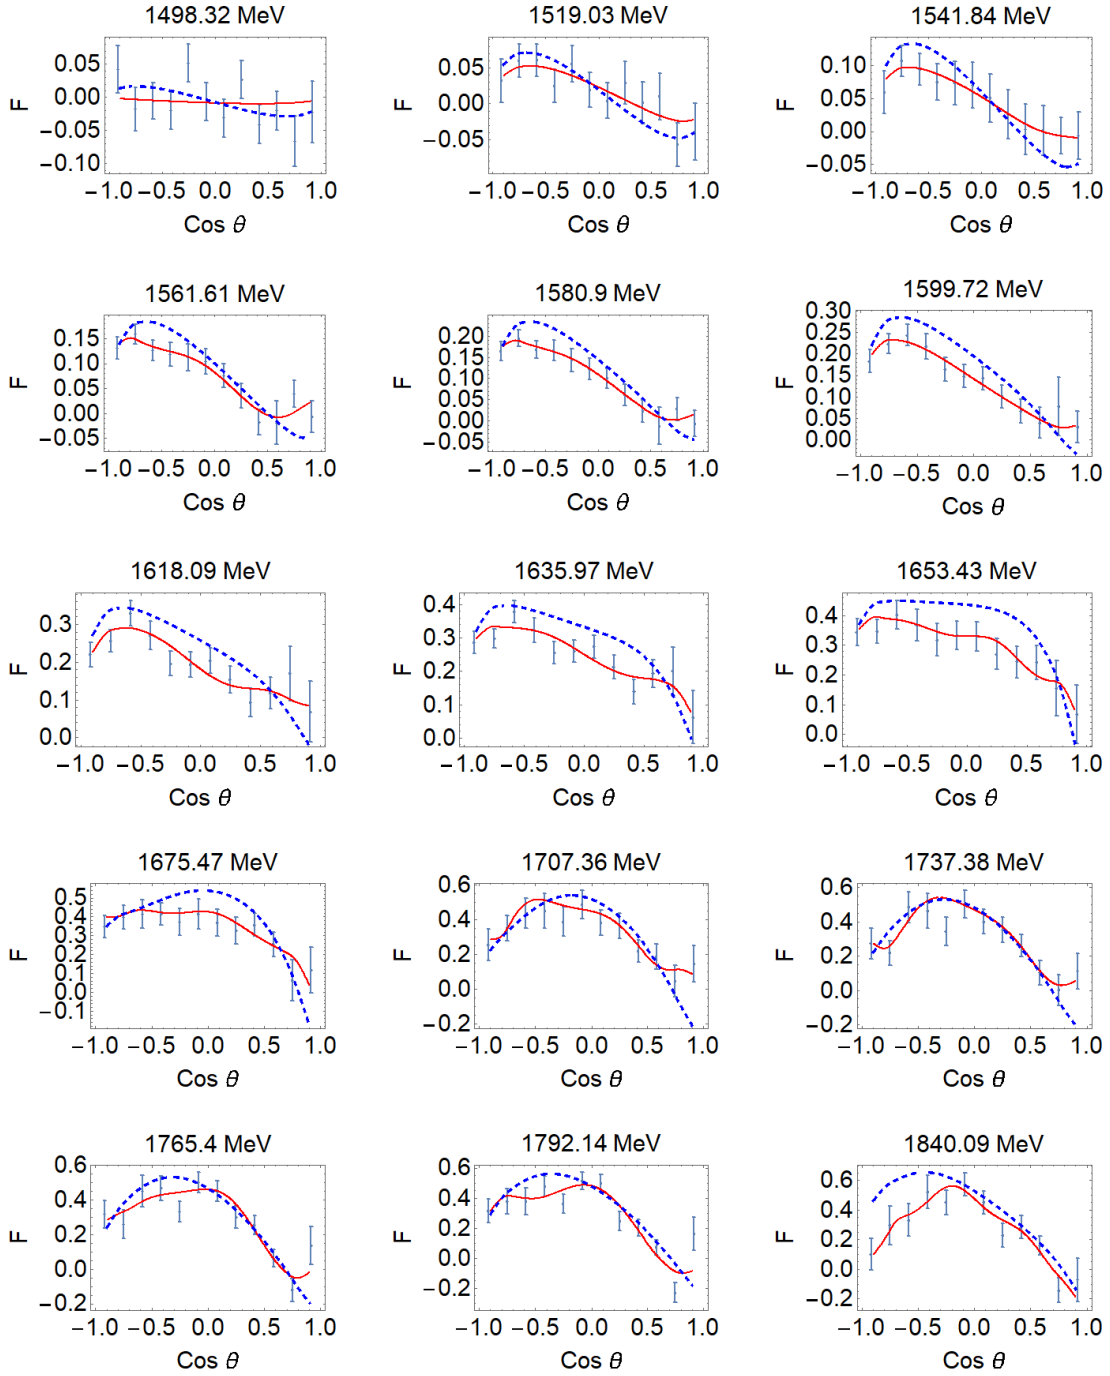 1498.32 MeV 1519.03 MeV 1541.84 MeV
0.05 0.05 0.10
0.00 0.00 0.05
−0.05 −0.05 0.00
−0.10 −0.05
F F F
−1.0 −0.5 0.0 0.5 1.0 −1.0 −0.5 0.0 0.5 1.0 −1.0 −0.5 0.0 0.5 1.0
Cos θ Cos θ Cos θ
1561.61 MeV 1580.9 MeV 1599.72 MeV
0.15 0.20 0.30
0.10 0.15 0.25
0.05 0.10 0.20
0.00 0.05 0.15
−0.05 0.00 0.10
−0.05 0.05
0.00
F F F
−1.0 −0.5 0.0 0.5 1.0 −1.0 −0.5 0.0 0.5 1.0 −1.0 −0.5 0.0 0.5 1.0
Cos θ Cos θ Cos θ
1618.09 MeV 1635.97 MeV 1653.43 MeV
0.3 0.4 0.4
0.2 0.3 0.3
0.1 0.2 0.2
0.0 0.1 0.1
0.0 0.0
F F F
−1.0 −0.5 0.0 0.5 1.0 −1.0 −0.5 0.0 0.5 1.0 −1.0 −0.5 0.0 0.5 1.0
Cos θ Cos θ Cos θ
1675.47 MeV 1707.36 MeV 1737.38 MeV
0.5 0.6 0.6
0.4 0.4 0.4
0.3 0.2 0.2
0.2 0.0 0.0
0.1 −0.2 −0.2
0.0
−0.1
F F F
−1.0 −0.5 0.0 0.5 1.0 −1.0 −0.5 0.0 0.5 1.0 −1.0 −0.5 0.0 0.5 1.0
Cos θ Cos θ Cos θ
1765.4 MeV 1792.14 MeV 1840.09 MeV
0.6 0.6 0.6
0.4 0.4 0.4
0.2 0.2 0.2
0.0 0.0 0.0
−0.2 −0.2 −0.2
F F F
−1.0 −0.5 0.0 0.5 1.0 −1.0 −0.5 0.0 0.5 1.0 −1.0 −0.5 0.0 0.5 1.0
Cos θ Cos θ Cos θ